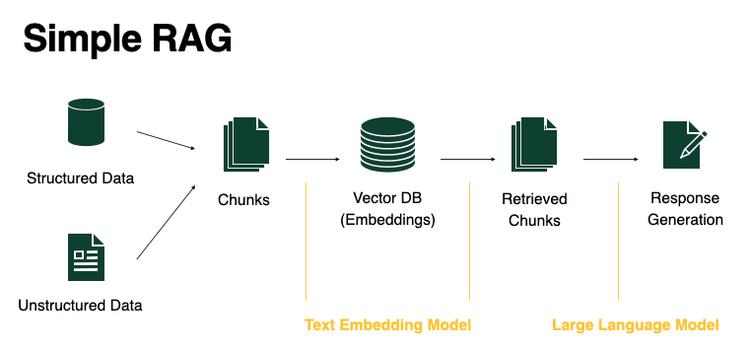 Simple RAG
Structured Data
Unstructured Data
Chunks
Vector DB
(Embeddings)
Retrieved
Chunks
Response
Generation
Text Embedding Model
Large Language Model